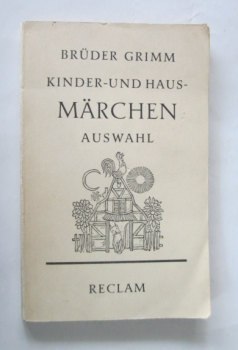 BRÜDER GRIMM
KINDER-UND HAUS-
MÄRCHEN
AUSWAHL
RECLAM